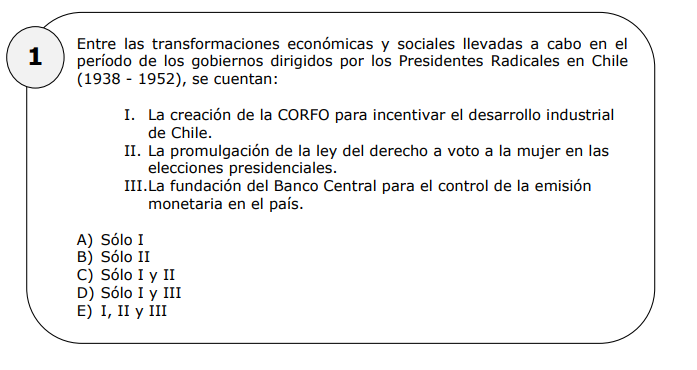 1
Entre las transformaciones económicas y sociales llevadas a cabo en el
período de los gobiernos dirigidos por los Presidentes Radicales en Chile
(1938 - 1952), se cuentan:
I. La creación de la CORFO para incentivar el desarrollo industrial
de Chile.
II. La promulgación de la ley del derecho a voto a la mujer en las
elecciones presidenciales.
III.La fundación del Banco Central para el control de la emisión
monetaria en el país.
A) Sólo I
B) Sólo II
C) Sólo I y II
D) Sólo I y III
E) I, II y III